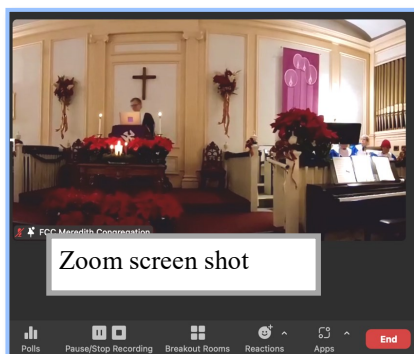 FCC Meredith Congregation
Zoom screen shot
Polls
Pause/Stop Recording
Breakout Rooms
Reactions
Apps
End